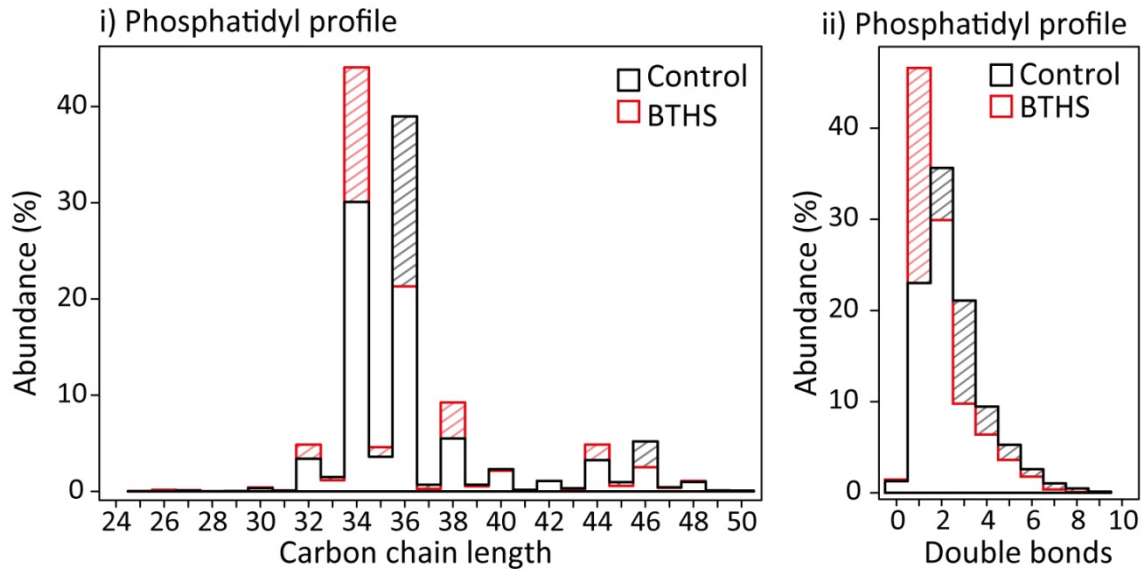 i) Phosphatidyl profile
Control
BTHS
40
30
20
10
0
Abundance (%)
24 26 28 30 32 34 36 38 40 42 44 46 48 50
Carbon chain length
ii) Phosphatidyl profile
Control
BTHS
40
30
20
10
0
Abundance (%)
0 2 4 6 8 10
Double bonds